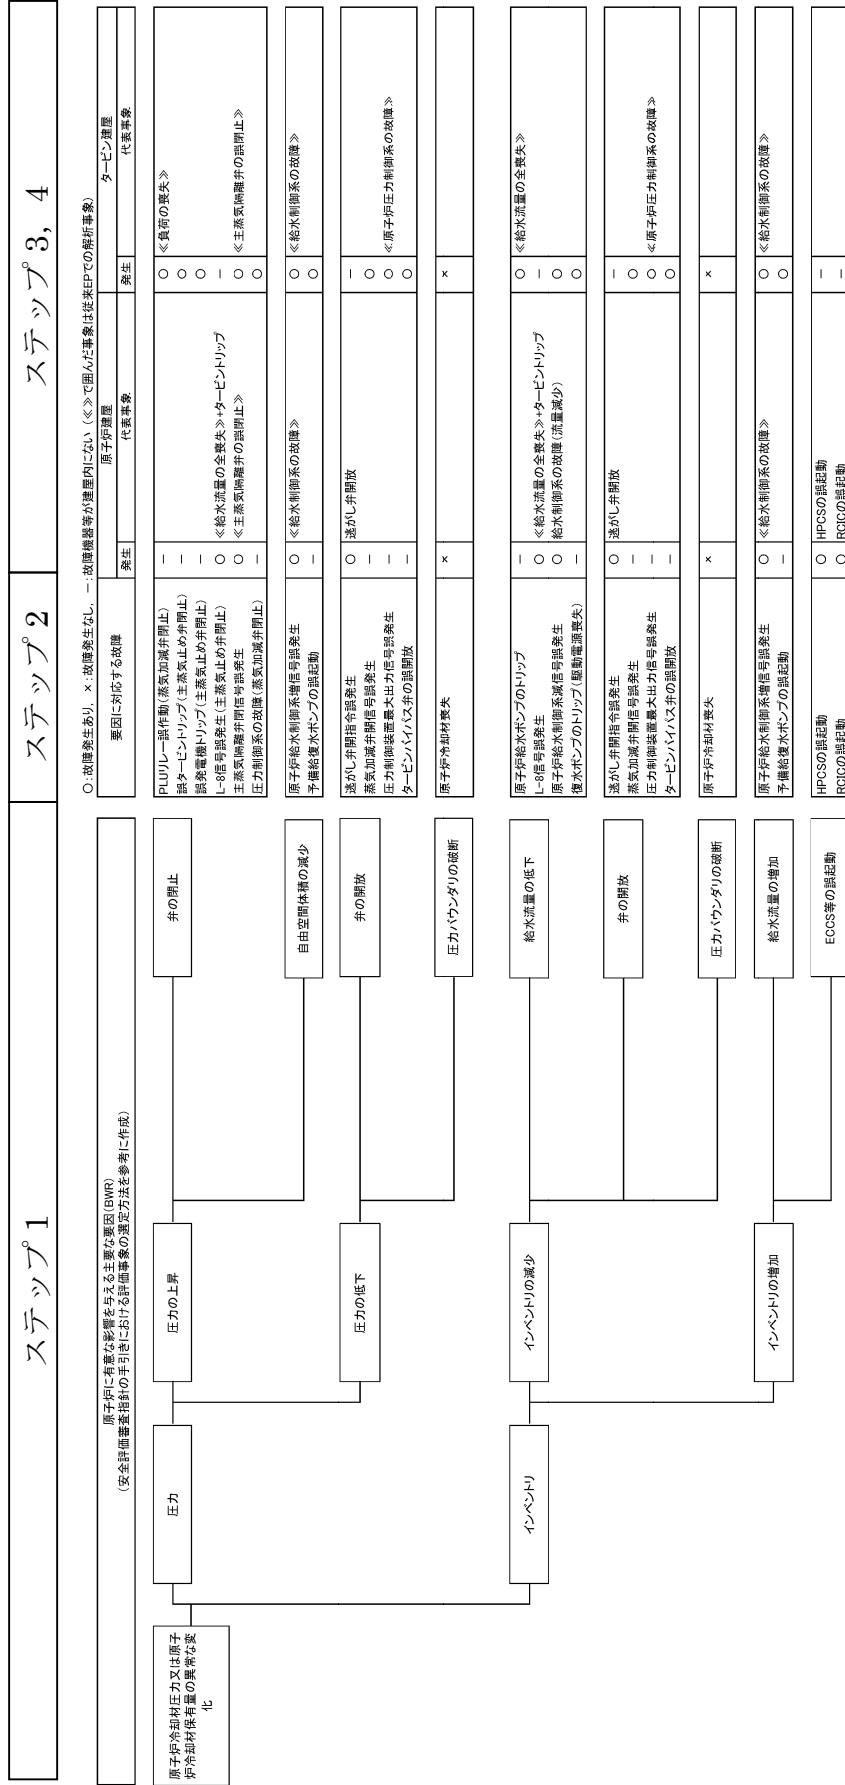 ステップ1
ステップ2
ステップ3, 4
○:故障発生あり、×:故障発生なし、－:故障機器等が建屋内にない（≪≫で囲んだ事象は従来EPでの解析事象）
原子炉に有意な影響を与える主要な要因(BWR)
(安全評価審査指針の手引きにおける評価事象の選定方法を参考に作成)
要因に対応する故障
原子炉建屋
タービン建屋
発生
代表事象
発生
代表事象
原子炉冷却材圧力又は原子
炉冷却材保有量の異常な変
化
圧力
圧力の上昇
弁の閉止
PLUリレー誤作動(蒸気加減弁閉止)
－
○
≪負荷の喪失≫
誤タービントリップ(主蒸気止め弁閉止)
－
○
誤発電機トリップ(主蒸気止め弁閉止)
－
○
L-8信号誤発生(主蒸気止め弁閉止)
○
≪給水流量の全喪失≫+タービントリップ
－
主蒸気隔離弁閉信号誤発生
○
≪主蒸気隔離弁の誤閉止≫
○
≪主蒸気隔離弁の誤閉止≫
圧力制御系の故障(蒸気加減弁閉止)
－
○
自由空間体積の減少
原子炉給水制御系増信号誤発生
○
≪給水制御系の故障≫
○
≪給水制御系の故障≫
予備給復水ポンプの誤起動
－
○
圧力の低下
弁の開放
逃がし弁開指令誤発生
○
逃がし弁開放
－
蒸気加減弁開信号誤発生
－
○
圧力制御装置最大出力信号誤発生
－
○
≪原子炉圧力制御系の故障≫
タービンバイパス弁の誤開放
－
○
圧力バウンダリの破断
原子炉冷却材喪失
×
×
インベントリ
インベントリの減少
給水流量の低下
原子炉給水ポンプのトリップ
－
○
≪給水流量の全喪失≫
L-8信号誤発生
○
≪給水流量の全喪失≫+タービントリップ
－
原子炉給水制御系減信号誤発生
○
給水制御系の故障(流量減少)
○
復水ポンプのトリップ(駆動電源喪失)
－
○
弁の開放
逃がし弁開指令誤発生
○
逃がし弁開放
－
蒸気加減弁開信号誤発生
－
○
圧力制御装置最大出力信号誤発生
－
○
≪原子炉圧力制御系の故障≫
タービンバイパス弁の誤開放
－
○
圧力バウンダリの破断
原子炉冷却材喪失
×
×
インベントリの増加
給水流量の増加
原子炉給水制御系増信号誤発生
○
≪給水制御系の故障≫
○
≪給水制御系の故障≫
予備給復水ポンプの誤起動
－
○
ECCS等の誤起動
HPCSの誤起動
○
HPCSの誤起動
－
RCICの誤起動
○
RCICの誤起動
－